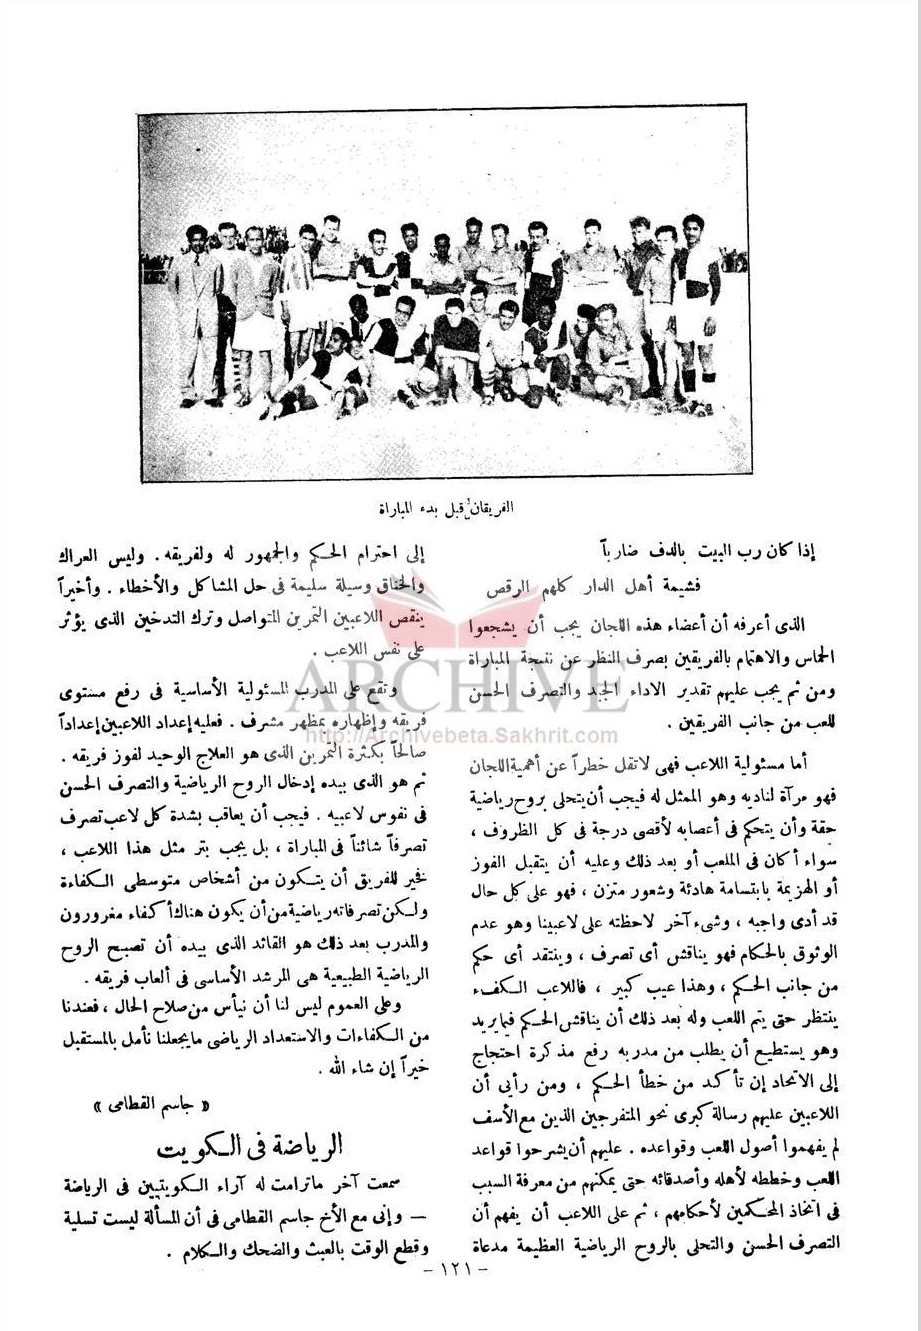 الفريقان قبل بدء المباراة
إذا كان رب البيت بالدف ضارباً
فشيمة أهل الدار كلهم الرقص
الذى أعرفه أن أعضاء هذه اللجان يجب أن يشجعوا
الحماس والاهتمام بالفريقين بصرف النظر عن نتيجة المباراة
ومن ثم يجب عليهم تقدير الاداء الجيد والتصرف الحسن
للعب من جانب الفريقين .
أما مسئولية اللاعب فهى لاتقل خطراً عن أهمية اللجان
فهو مرآة لناديه وهو الممثل له فيجب أن يتحلى بروح رياضية
حقة وأن يتحكم فى أعصابه لأقصى درجة فى كل الظروف ،
سواء أكان فى الملعب أو بعد ذلك وعليه أن يتقبل الفوز
أو الهزيمة بابتسامة هادئة وشعور متزن ، فهو على كل حال
قد أدى واجبه ، وشىء آخر لاحظته على لاعبينا وهو عدم
الوثوق بالحكام فهو يناقش أى تصرف ، وينتقد أى حكم
من جانب الحكم ، وهذا عيب كبير ، فاللاعب الكفء
ينتظر حتى يتم اللعب وله بعد ذلك أن يناقش الحكم فيما يريد
وهو يستطيع أن يطلب من مدربه رفع مذكرة احتجاج
إلى الاتحاد إن تأكد من خطأ الحكم ، ومن رأيى أن
اللاعبين عليهم رسالة كبرى نحو المتفرجين الذين مع الأسف
لم يفهموا أصول اللعب وقواعده . عليهم أن يشرحوا قواعد
اللعب وخططه لأهله وأصدقائه حتى يمكنهم من معرفة السبب
فى اتخاذ المحكمين لأحكامهم ، ثم على اللاعب أن يفهم أن
التصرف الحسن والتحلى بالروح الرياضية العظيمة مدعاة
إلى احترام الحكم والجمهور له ولفريقه . وليس العراك
والخناق وسيلة سليمة فى حل المشاكل والأخطاء . وأخيراً
ينقص اللاعبين التمرين المتواصل وترك التدخين الذى يؤثر
على نفس اللاعب .
وتقع على المدرب المسئولية الأساسية فى رفع مستوى
فريقه وإظهاره بمظهر مشرف . فعليه إعداد اللاعبين إعداداً
صالحاً بكثرة التمرين الذى هو العلاج الوحيد لفوز فريقه .
ثم هو الذى بيده إدخال الروح الرياضية والتصرف الحسن
فى نفوس لاعبيه . فيجب أن يعاقب بشدة كل لاعب تصرف
تصرفاً شائناً فى المباراة ، بل يجب بتر مثل هذا اللاعب ،
فخير للفريق أن يتكون من أشخاص متوسطى الكفاءة
ولكن تصرفاته رياضية من أن يكون هناك أكفاء مغرورون
والمدرب بعد ذلك هو القائد الذى بيده أن تصبح الروح
الرياضية الطبيعية هى المرشد الأساسى فى ألعاب فريقه .
وعلى العموم ليس لنا أن نيأس من صلاح الحال ، فعندنا
من الكفاءات والاستعداد الرياضى مايجعلنا نأمل بالمستقبل
خيراً إن شاء الله .
« جاسم القطامى »
الرياضة فى الكويت
سمعت آخر ماترامت له آراء الكويتيين فى الرياضة
— وإنى مع الأخ جاسم القطامى فى أن المسألة ليست تسلية
وقطع الوقت بالعبث والضحك والكلام .
- ١٢١ -
ARCHIVE
http://Archivebeta.Sakhrit.com